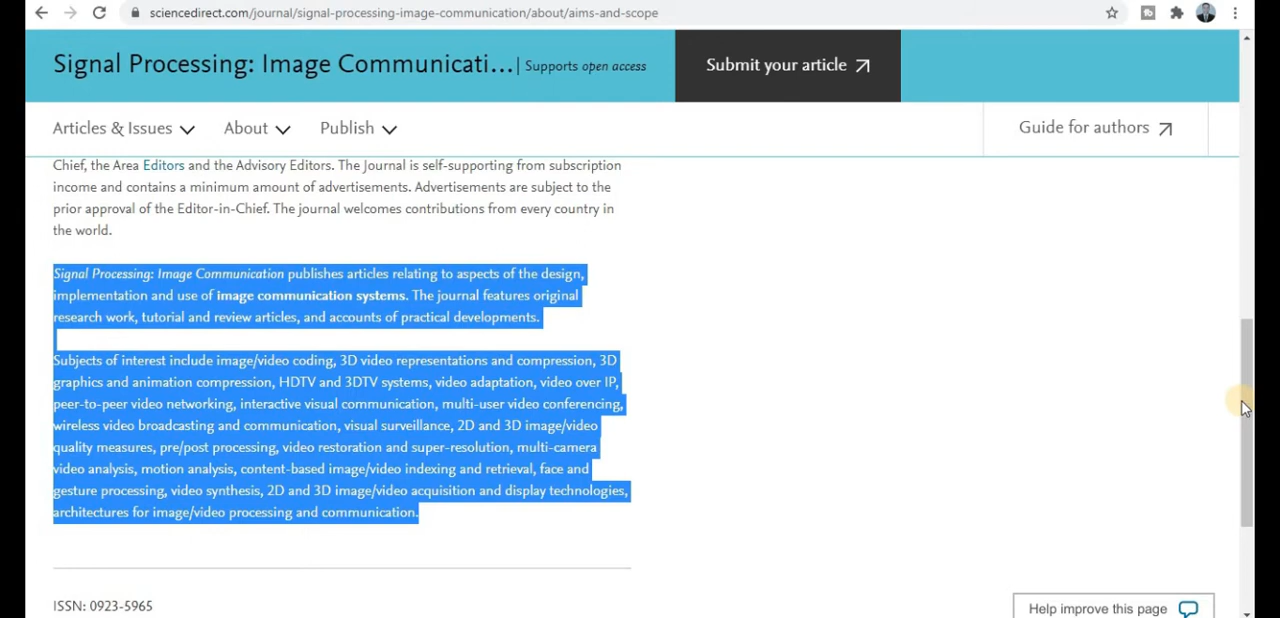 sciencedirect.com/journal/signal-processing-image-communication/about/aims-and-scope
Signal Processing: Image Communicati... | Supports open access
Submit your article
Articles & Issues
About
Publish
Guide for authors
Chief, the Area Editors and the Advisory Editors. The Journal is self-supporting from subscription
income and contains a minimum amount of advertisements. Advertisements are subject to the
prior approval of the Editor-in-Chief. The journal welcomes contributions from every country in
the world.
Signal Processing: Image Communication publishes articles relating to aspects of the design,
implementation and use of image communication systems. The journal features original
research work, tutorial and review articles, and accounts of practical developments.
Subjects of interest include image/video coding, 3D video representations and compression, 3D
graphics and animation compression, HDTV and 3DTV systems, video adaptation, video over IP,
peer-to-peer video networking, interactive visual communication, multi-user video conferencing,
wireless video broadcasting and communication, visual surveillance, 2D and 3D image/video
quality measures, pre/post processing, video restoration and super-resolution, multi-camera
video analysis, motion analysis, content-based image/video indexing and retrieval, face and
gesture processing, video synthesis, 2D and 3D image/video acquisition and display technologies,
architectures for image/video processing and communication.
ISSN: 0923-5965
Help improve this page